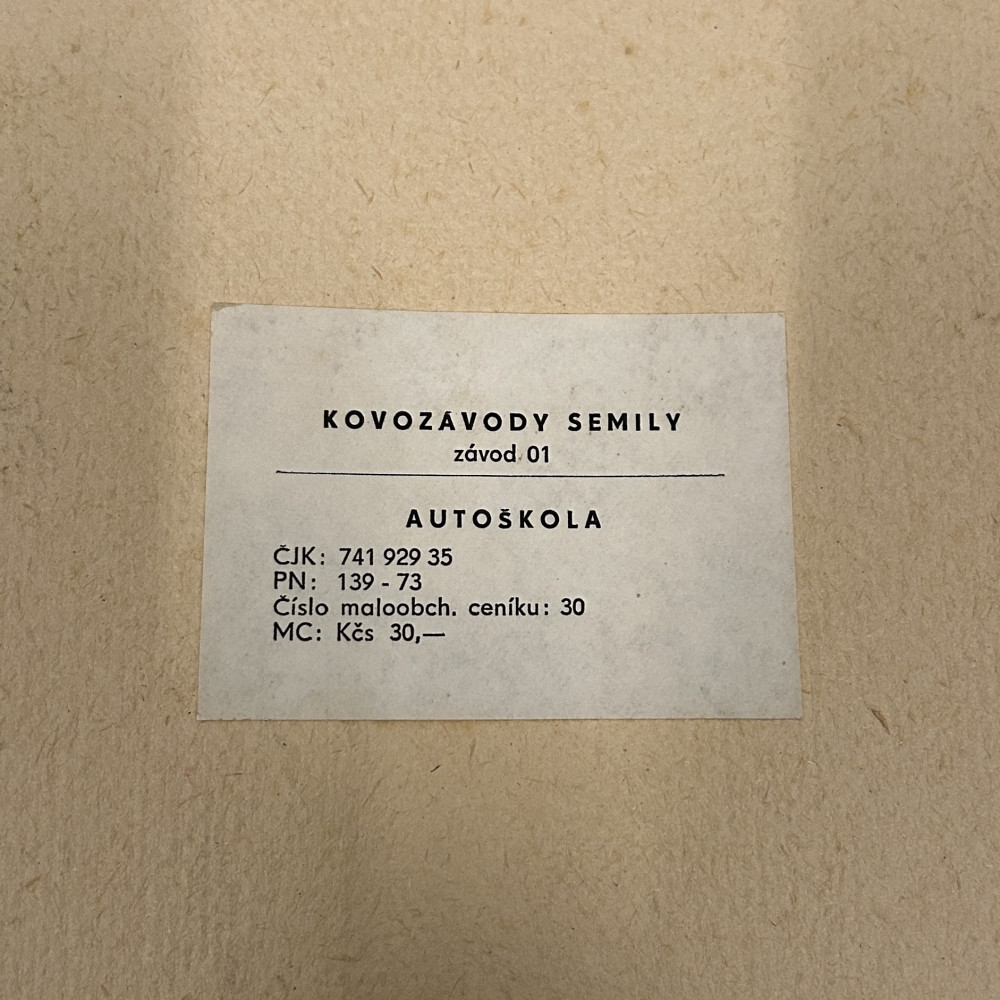 KOVOZÁVODY SEMILY
závod 01
AUTOŠKOLA
ČJK: 741 929 35
PN: 139 - 73
Číslo maloobch. ceníku: 30
MC: Kčs 30,—